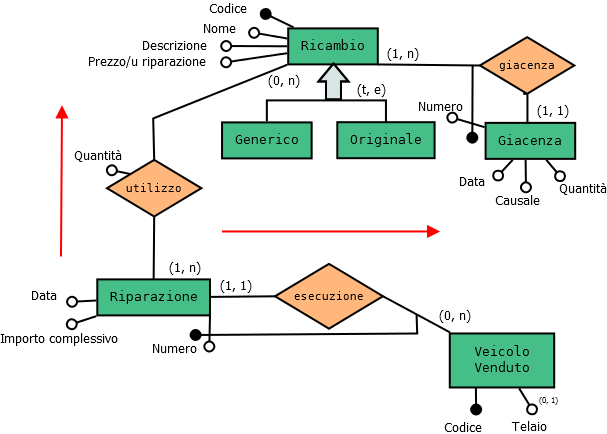 Codice
Nome
Descrizione
Prezzo/u riparazione
Ricambio
(1, n)
giacenza
(0, n)
(t, e)
Numero
(1, 1)
Generico
Originale
Giacenza
Quantità
utilizzo
Data
Causale
Quantità
(1, n)
(1, 1)
Data
Riparazione
esecuzione
Importo complessivo
Numero
(0, n)
Veicolo
Venduto
(0, 1)
Codice
Telaio